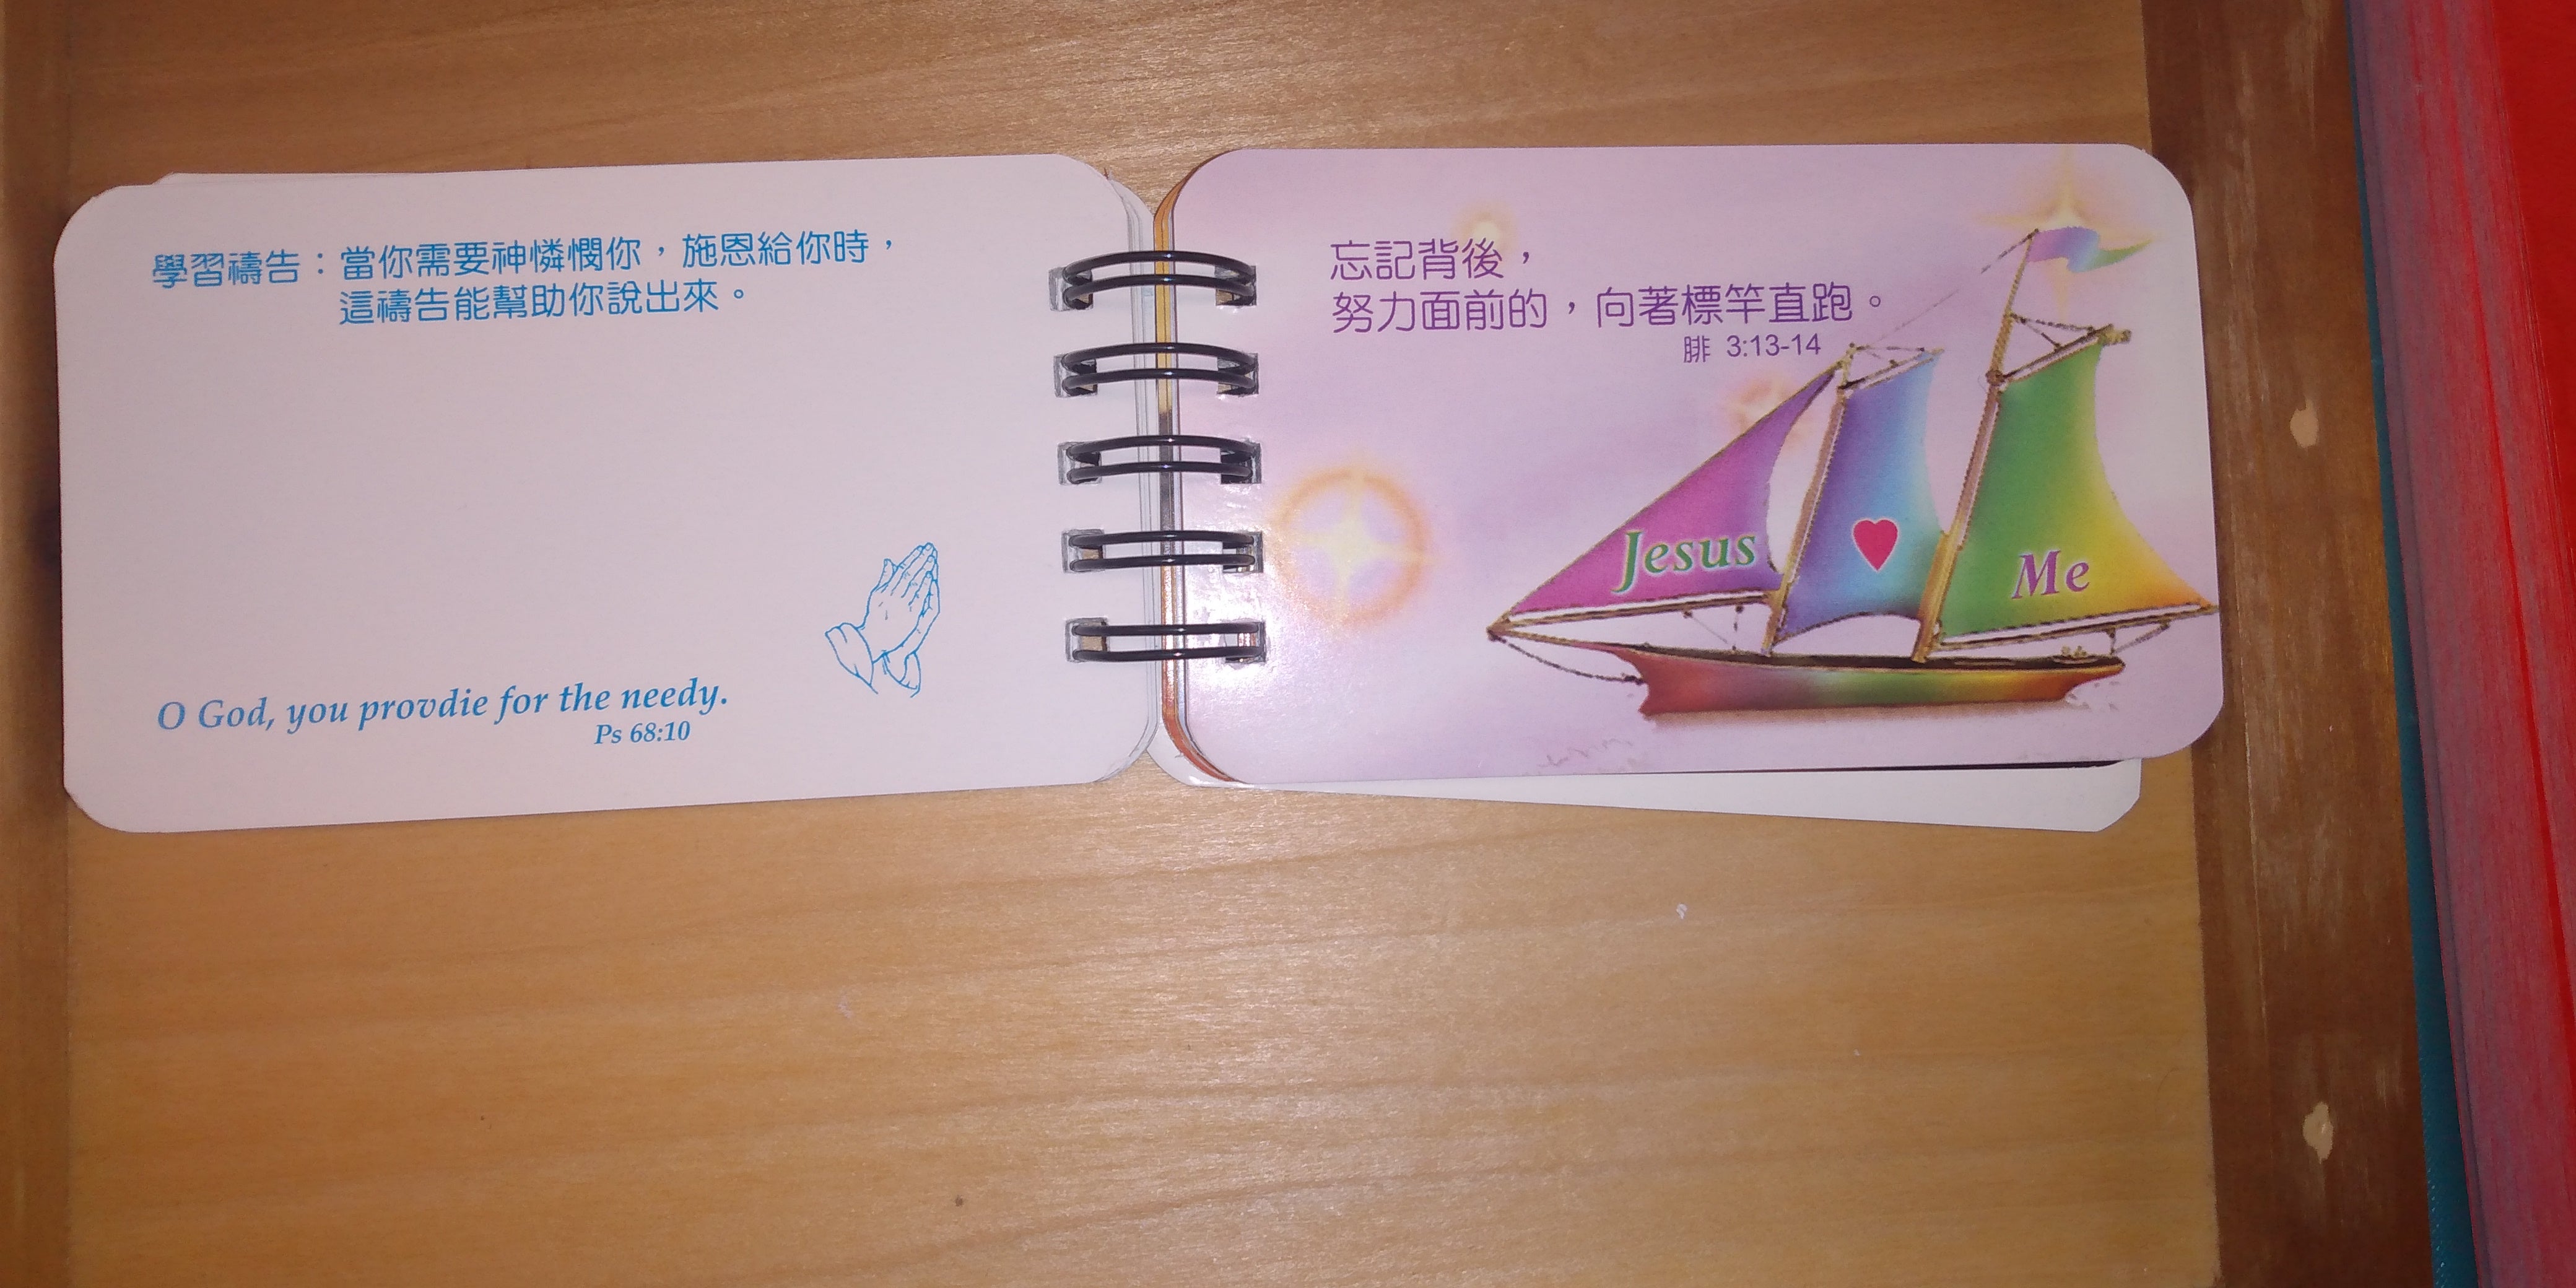 學習禱告：當你需要神憐憫你，施恩給你時，
這禱告能幫助你說出來。
O God, you provdie for the needy.
Ps 68:10
忘記背後，
努力面前的，向著標竿直跑。
腓 3:13-14
Jesus
Me